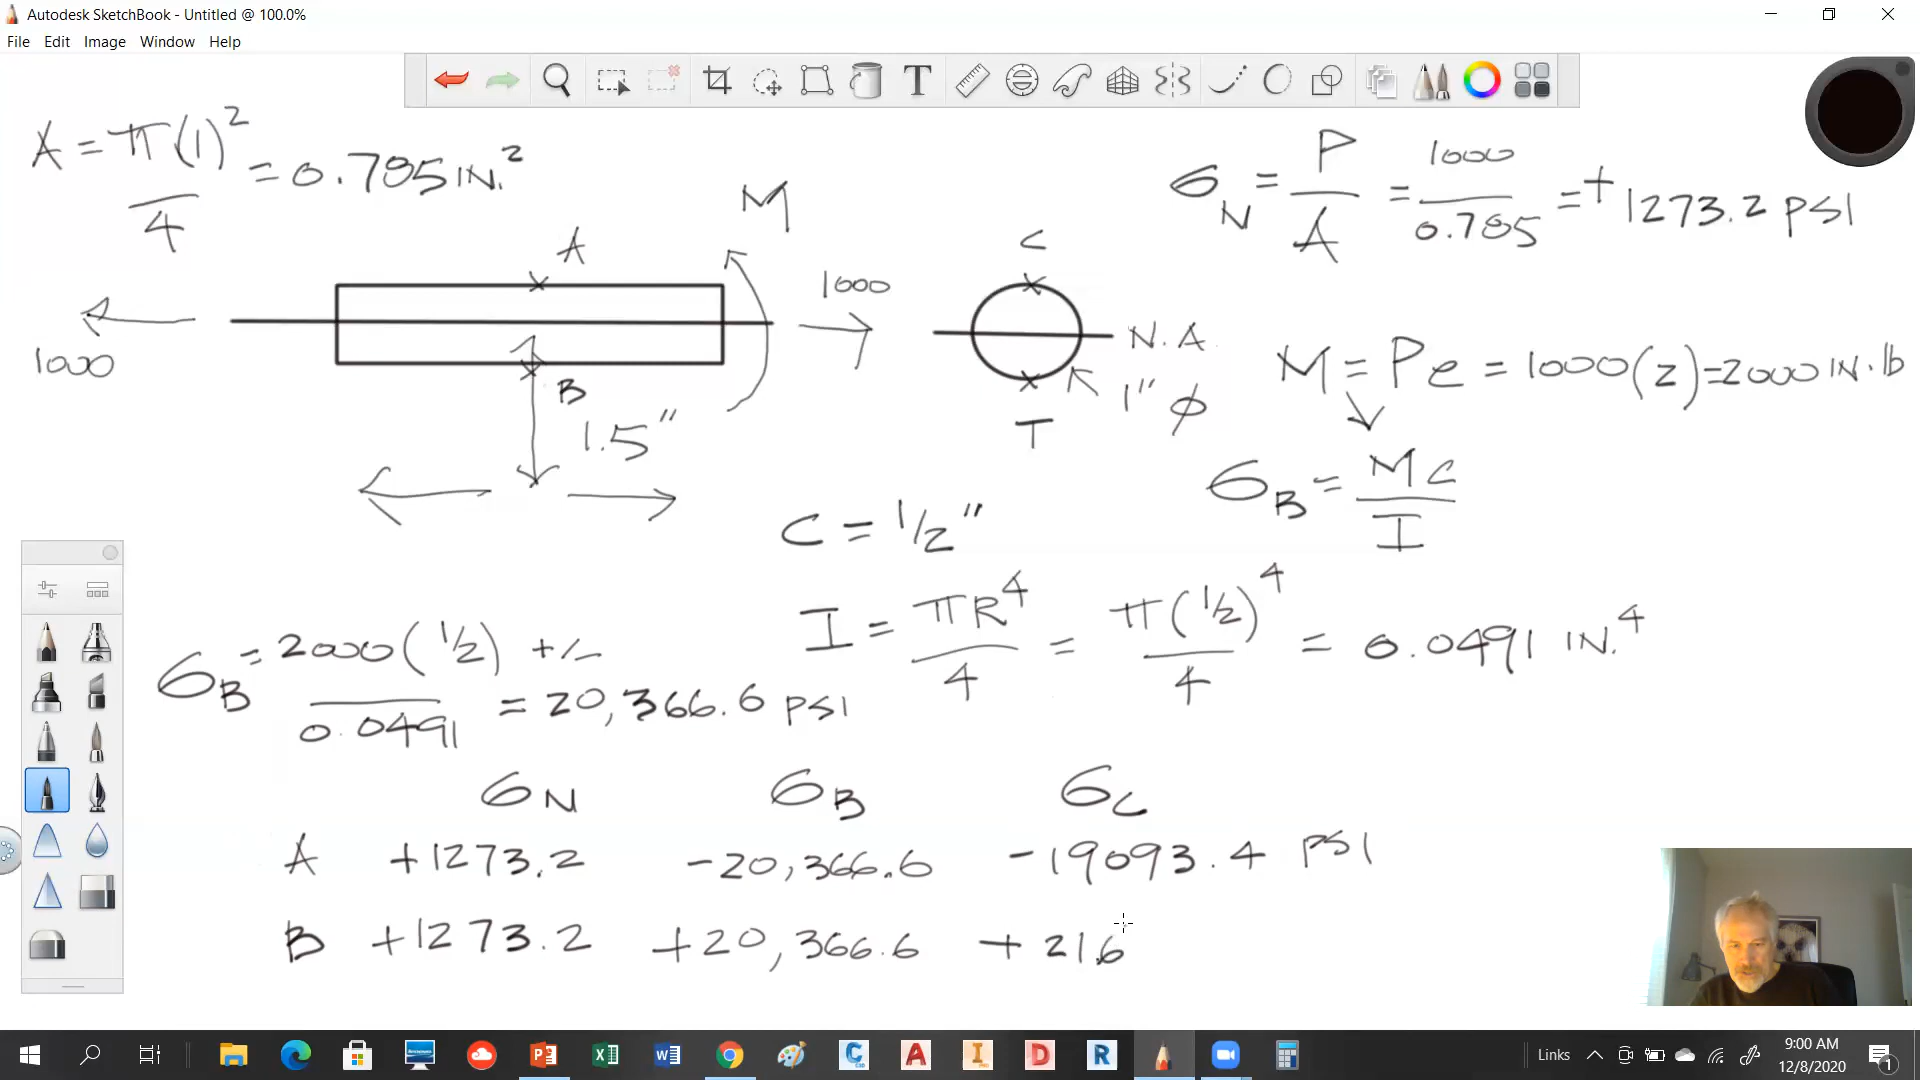 Autodesk SketchBook - Untitled @ 100.0%
File Edit Image Window Help
A = π(1)² / 4 = 0.785 IN.²
σN = P/A = 1000/0.785 = +1273.2 PSI
M
A
1000
1000
B
1.5"
C
N.A.
1" φ
T
M = Pe = 1000(2) = 2000 IN.lb
σB = MC/I
C = 1/2"
I = πR⁴/4 = π(1/2)⁴/4 = 0.0491 IN.⁴
σB = 2000(1/2)/0.0491 = +/- 20,366.6 PSI
σN σB σC
A +1273.2 -20,366.6 -19093.4 PSI
B +1273.2 +20,366.6 +216
Links
9:00 AM
12/8/2020
1